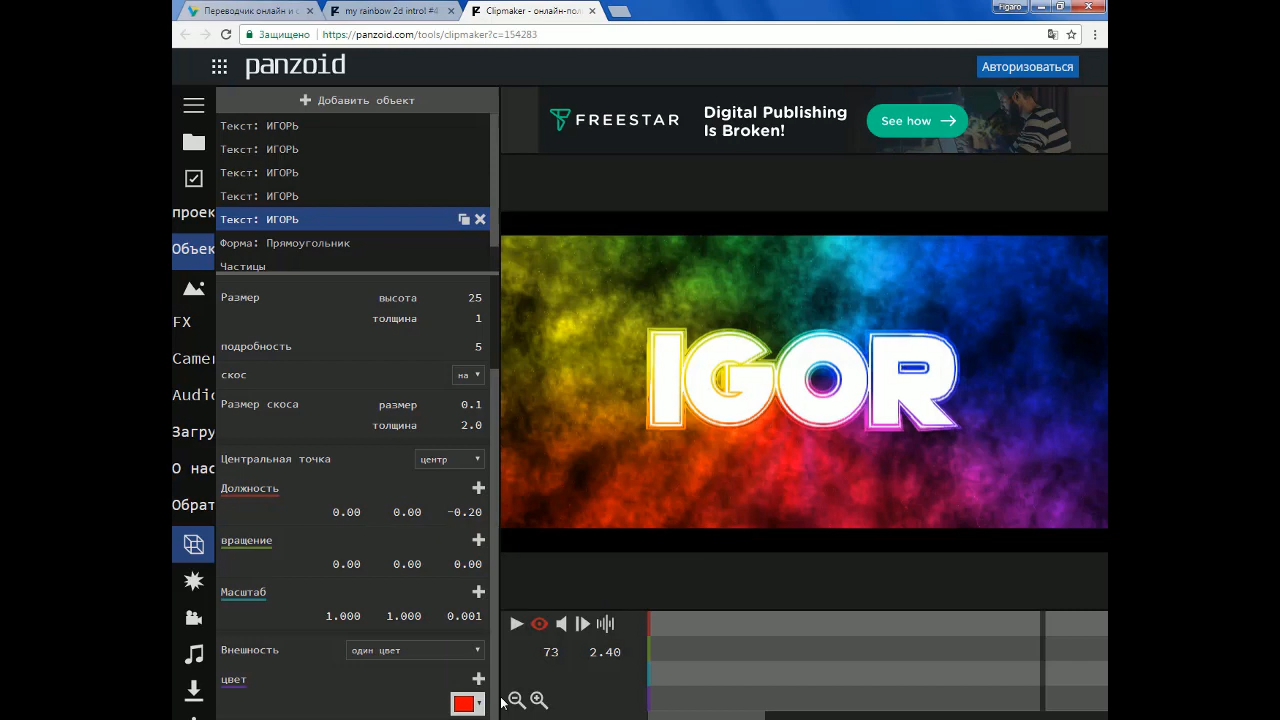 Переводчик онлайн и с
my rainbow 2d intro! #4
Clipmaker - онлайн-пол
Figaro
Защищено
https://panzoid.com/tools/clipmaker?c=154283
panzoid
Авторизоваться
Добавить объект
FREESTAR
Digital Publishing
Is Broken!
See how
Текст: ИГОРЬ
Текст: ИГОРЬ
Текст: ИГОРЬ
Текст: ИГОРЬ
Текст: ИГОРЬ
Форма: Прямоугольник
Частицы
проек
Объек
FX
Camer
Audio
Загру
О нас
Обрат
Размер
высота
25
толщина
1
подробность
5
скос
на
Размер скоса
размер
0.1
толщина
2.0
Центральная точка
центр
Должность
0.00 0.00 -0.20
вращение
0.00 0.00 0.00
Масштаб
1.000 1.000 0.001
Внешность
один цвет
цвет
IGOR
73 2.40